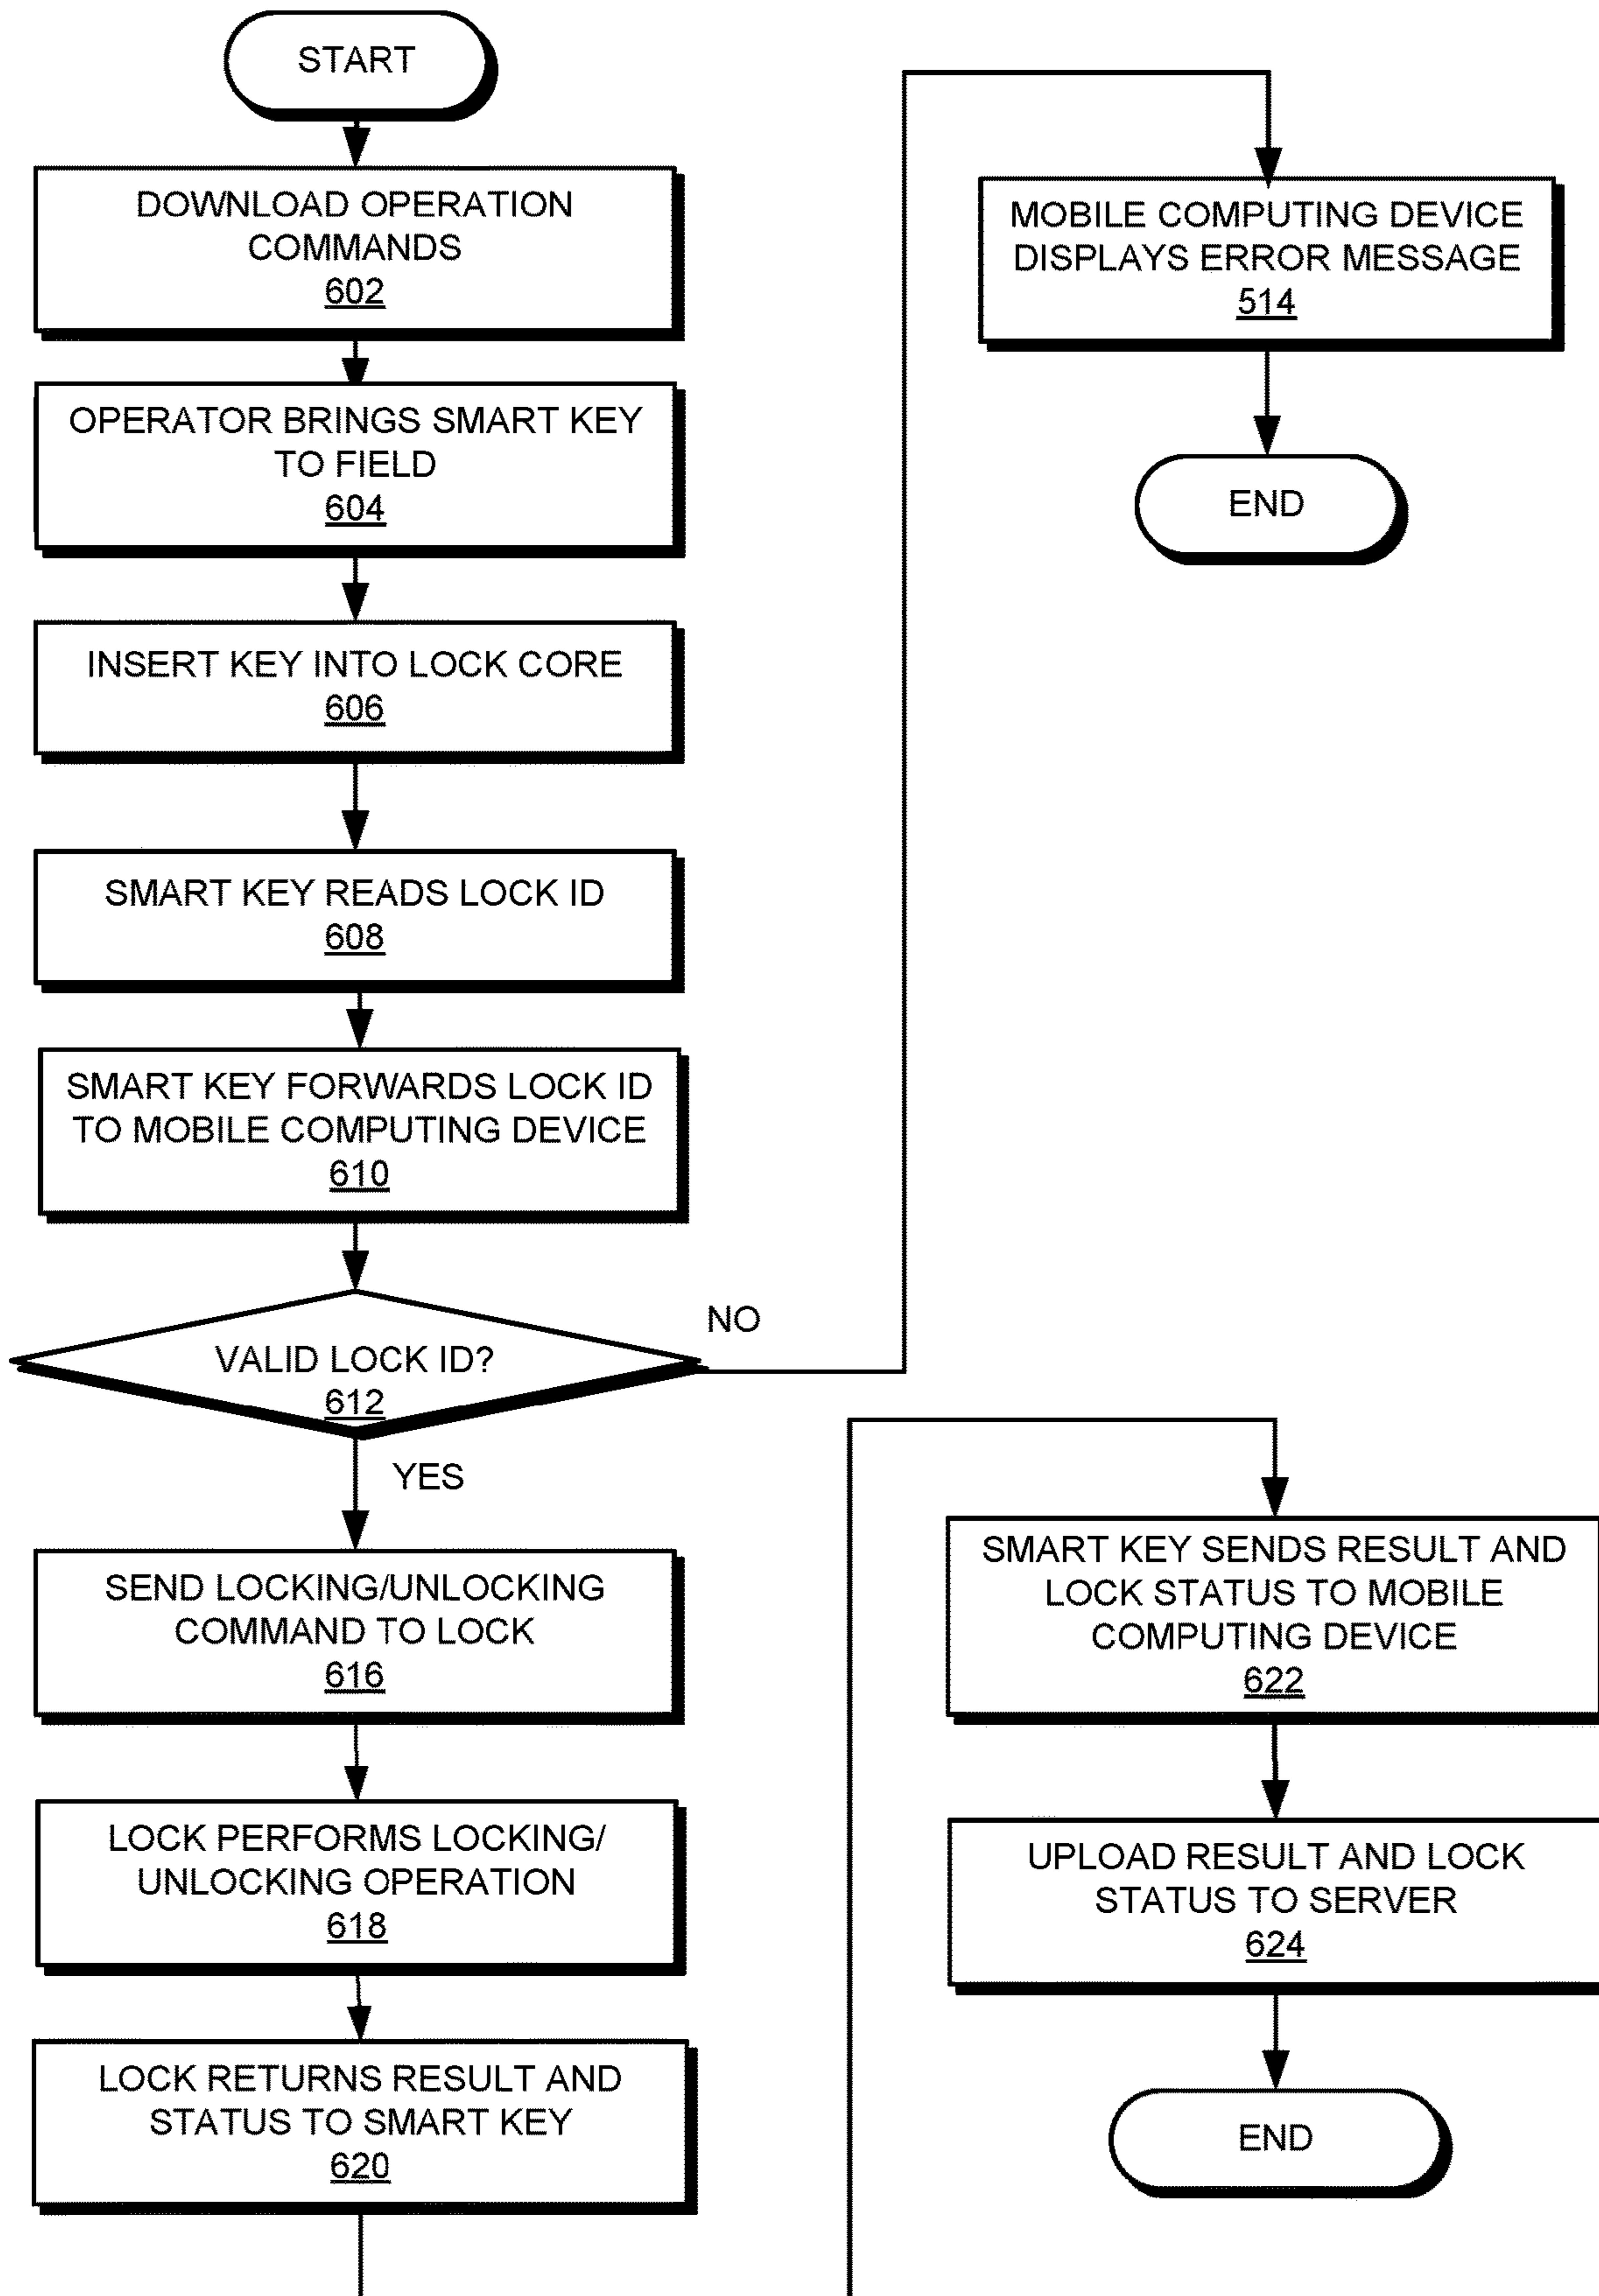 START
DOWNLOAD OPERATION
COMMANDS
602
OPERATOR BRINGS SMART KEY
TO FIELD
604
INSERT KEY INTO LOCK CORE
606
SMART KEY READS LOCK ID
608
SMART KEY FORWARDS LOCK ID
TO MOBILE COMPUTING DEVICE
610
VALID LOCK ID?
612
NO
YES
SEND LOCKING/UNLOCKING
COMMAND TO LOCK
616
LOCK PERFORMS LOCKING/
UNLOCKING OPERATION
618
LOCK RETURNS RESULT AND
STATUS TO SMART KEY
620
MOBILE COMPUTING DEVICE
DISPLAYS ERROR MESSAGE
514
END
SMART KEY SENDS RESULT AND
LOCK STATUS TO MOBILE
COMPUTING DEVICE
622
UPLOAD RESULT AND LOCK
STATUS TO SERVER
624
END